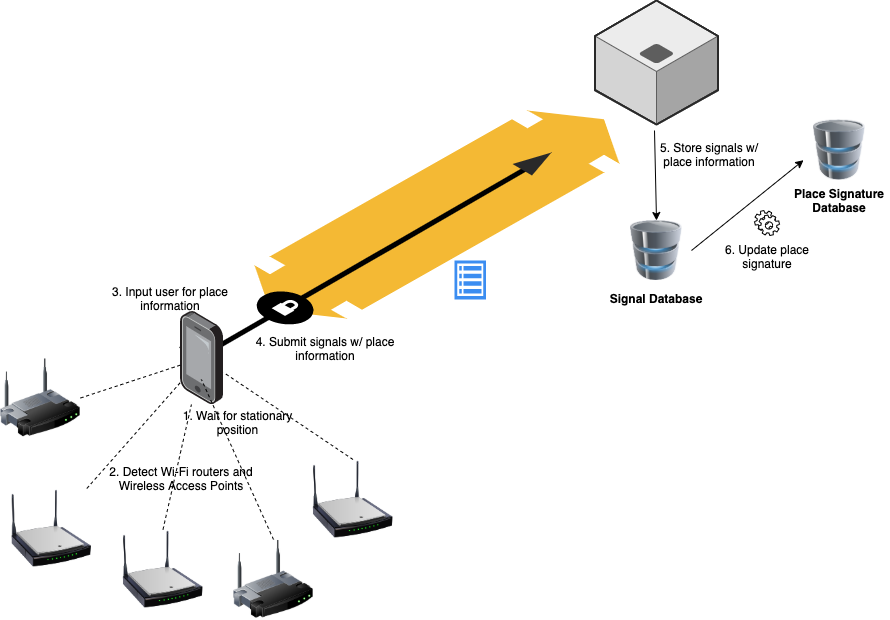 5. Store signals w/
place information
Place Signature
Database
6. Update place
signature
Signal Database
3. Input user for place
information
4. Submit signals w/ place
information
1. Wait for stationary
position
2. Detect Wi-Fi routers and
Wireless Access Points